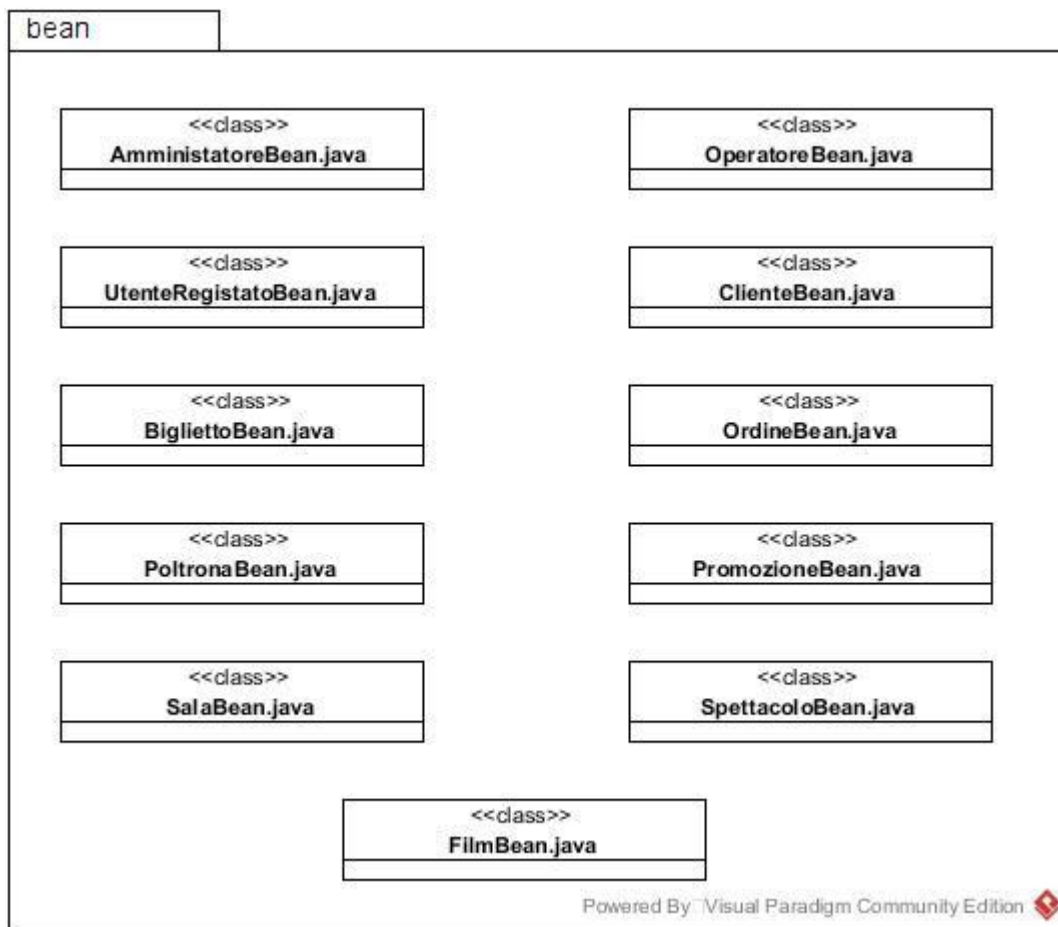 bean
<<class>>
AmministatoreBean.java
<<class>>
OperatoreBean.java
<<class>>
UtenteRegistatoBean.java
<<class>>
ClienteBean.java
<<class>>
BigliettoBean.java
<<class>>
OrdineBean.java
<<class>>
PoltronaBean.java
<<class>>
PromozioneBean.java
<<class>>
SalaBean.java
<<class>>
SpettacoloBean.java
<<class>>
FilmBean.java
Powered By Visual Paradigm Community Edition